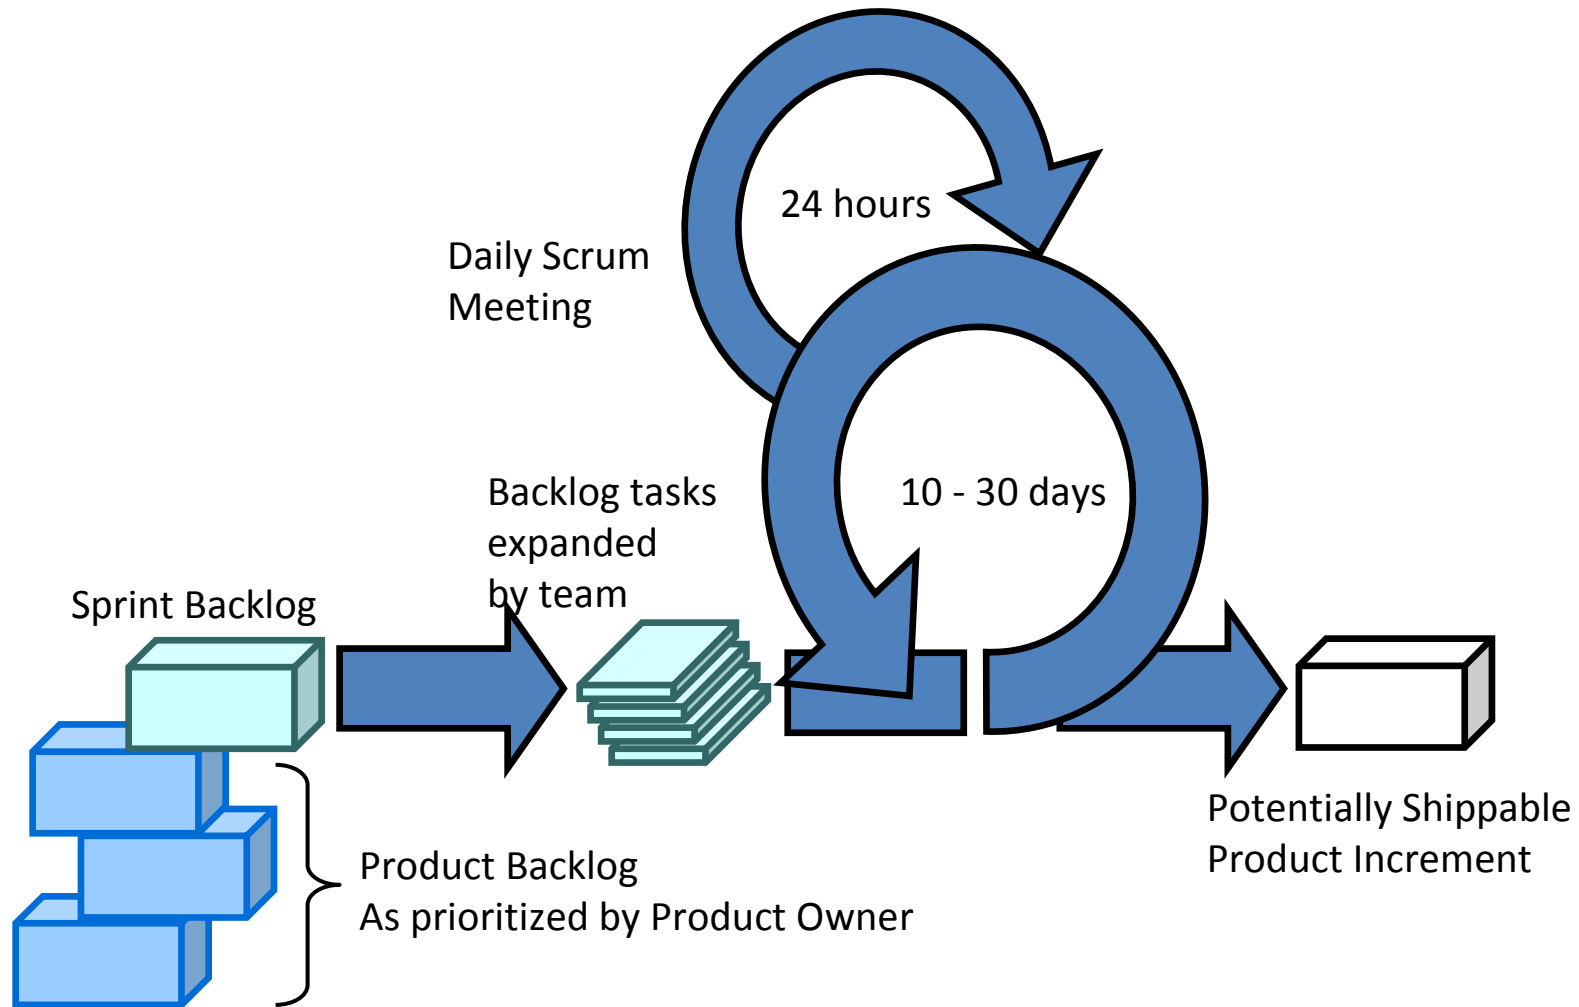 24 hours
Daily Scrum
Meeting
10 - 30 days
Backlog tasks
expanded
by team
Sprint Backlog
Potentially Shippable
Product Increment
Product Backlog
As prioritized by Product Owner